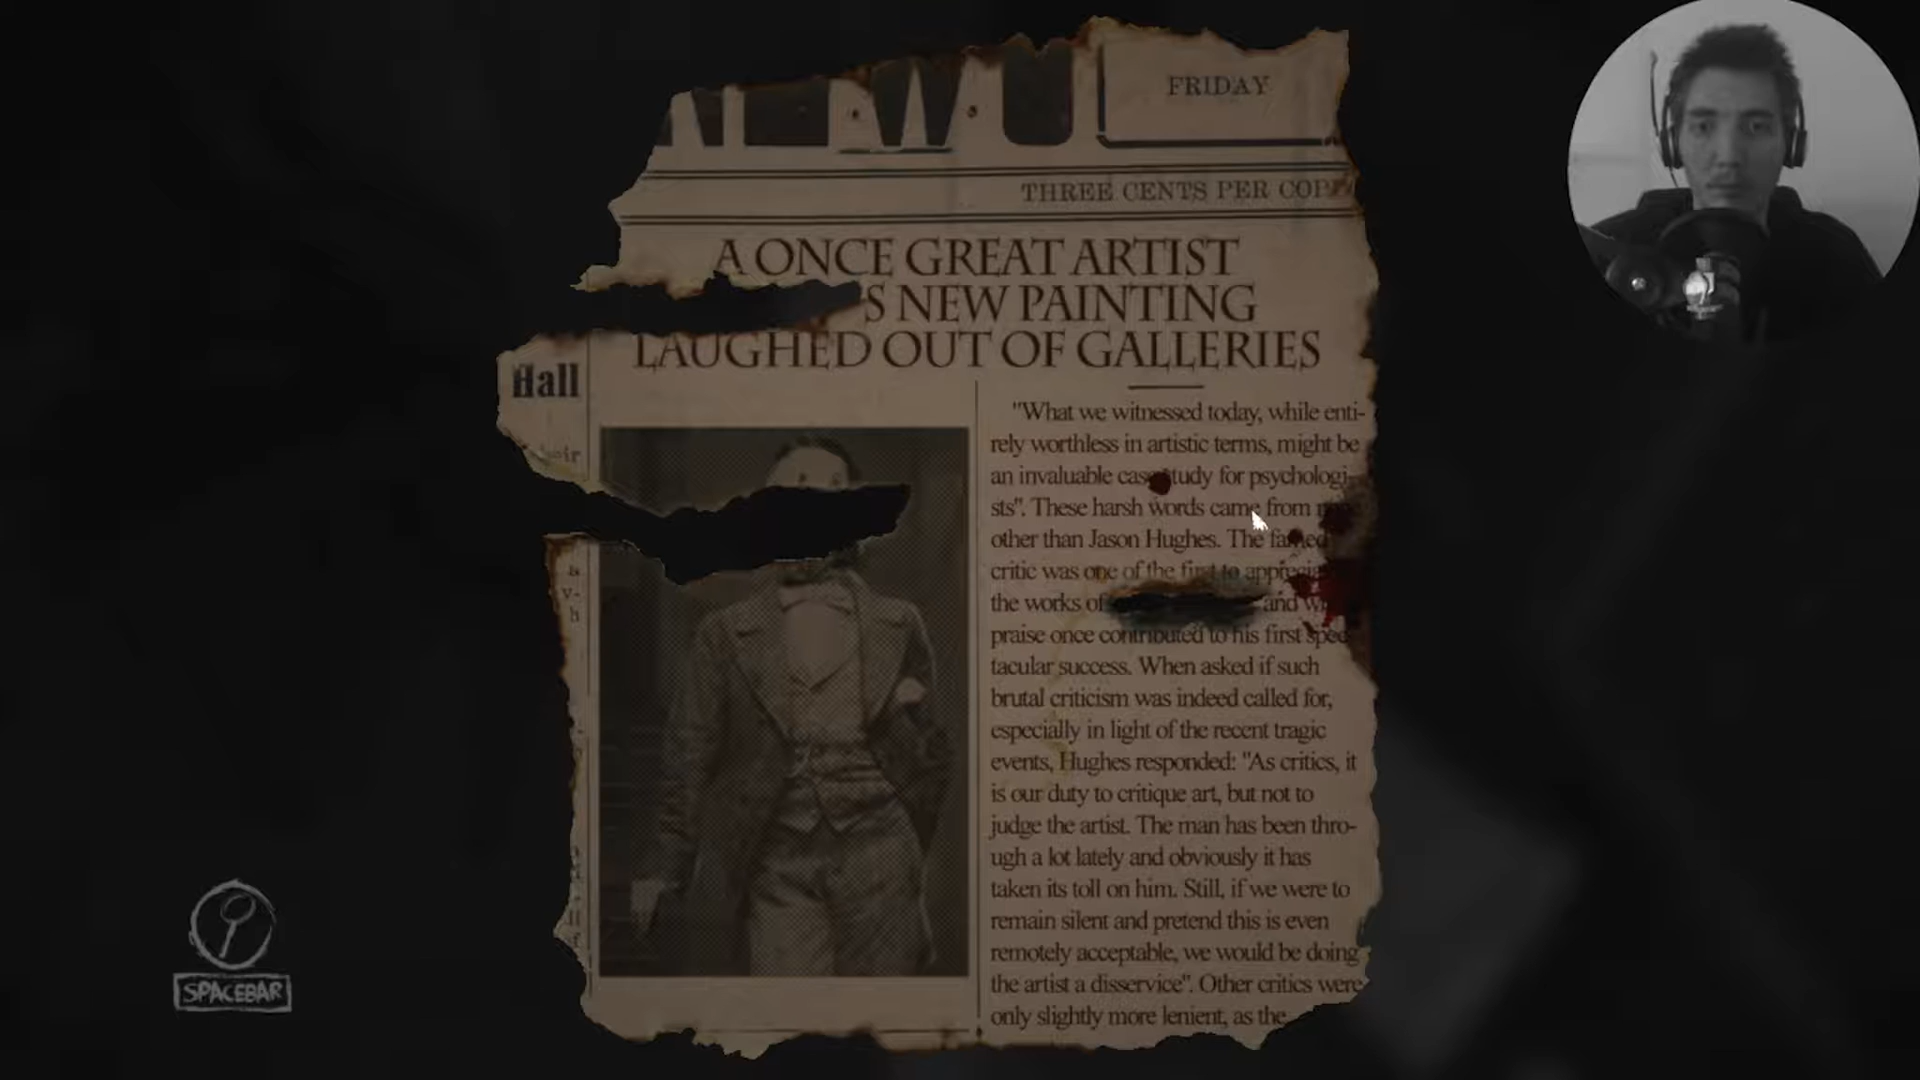 FRIDAY
THREE CENTS PER COPY
A ONCE GREAT ARTIST
S NEW PAINTING
LAUGHED OUT OF GALLERIES
Hall
"What we witnessed today, while enti-
rely worthless in artistic terms, might be
an invaluable case study for psychologi-
sts". These harsh words came from
other than Jason Hughes. The famed
critic was one of the first to
the works of and
praise once contributed to his first spec-
tacular success. When asked if such
brutal criticism was indeed called for,
especially in light of the recent tragic
events, Hughes responded: "As critics, it
is our duty to critique art, but not to
judge the artist. The man has been thro-
ugh a lot lately and obviously it has
taken its toll on him. Still, if we were to
remain silent and pretend this is even
remotely acceptable, we would be doing
the artist a disservice". Other critics were
only slightly more lenient, as the
SPACEBAR